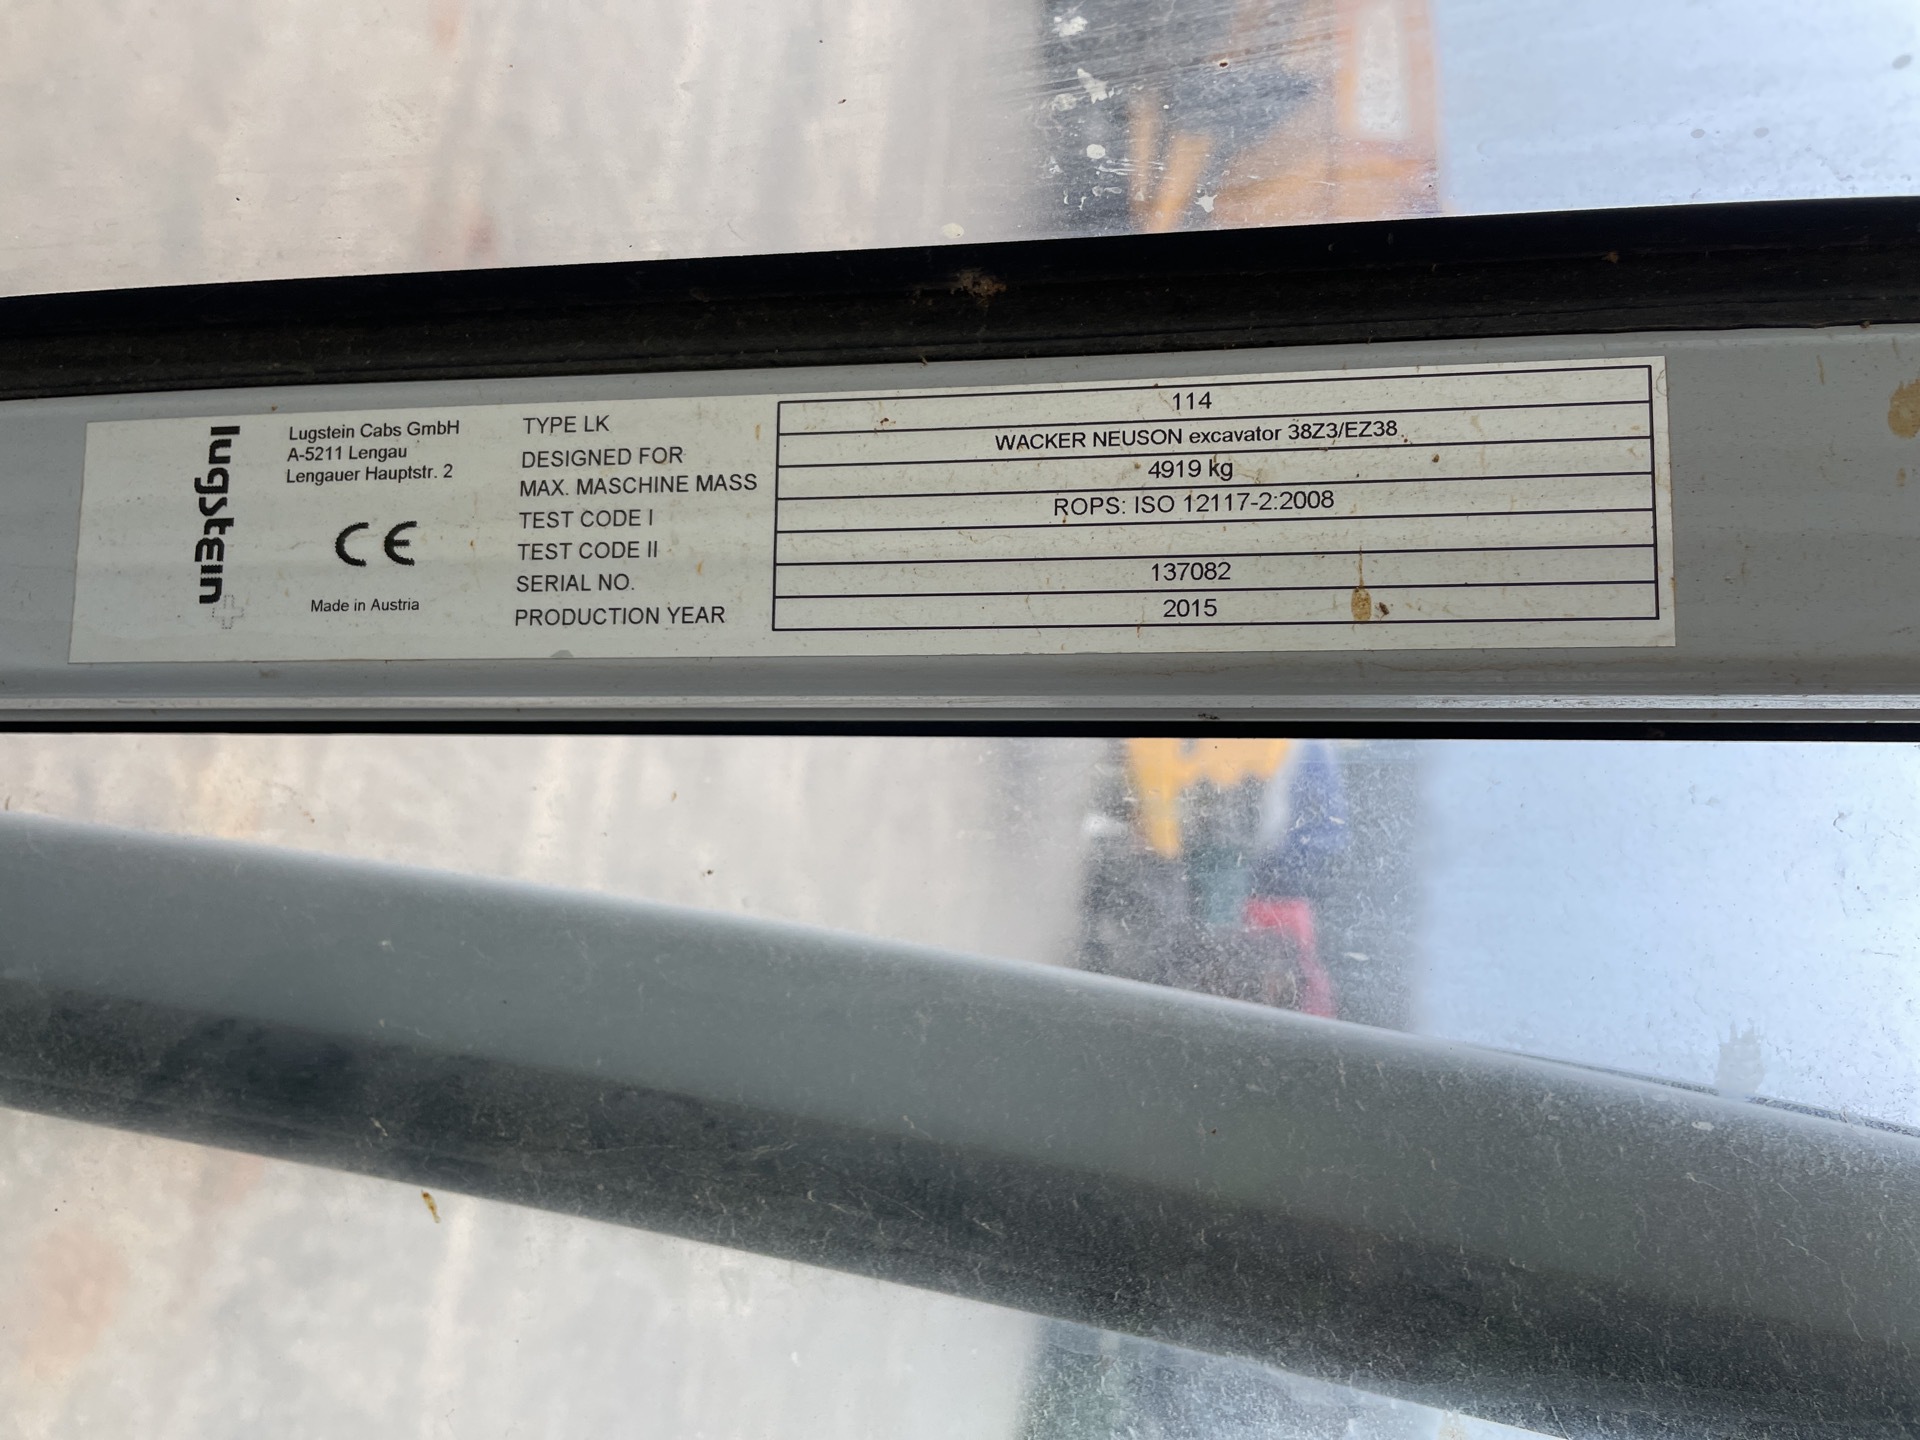 lugstein
Lugstein Cabs GmbH
A-5211 Lengau
Lengauer Hauptstr. 2
CE
Made in Austria
TYPE LK 114
DESIGNED FOR WACKER NEUSON excavator 38Z3/EZ38
MAX. MASCHINE MASS 4919 kg
TEST CODE I ROPS: ISO 12117-2:2008
TEST CODE II
SERIAL NO. 137082
PRODUCTION YEAR 2015